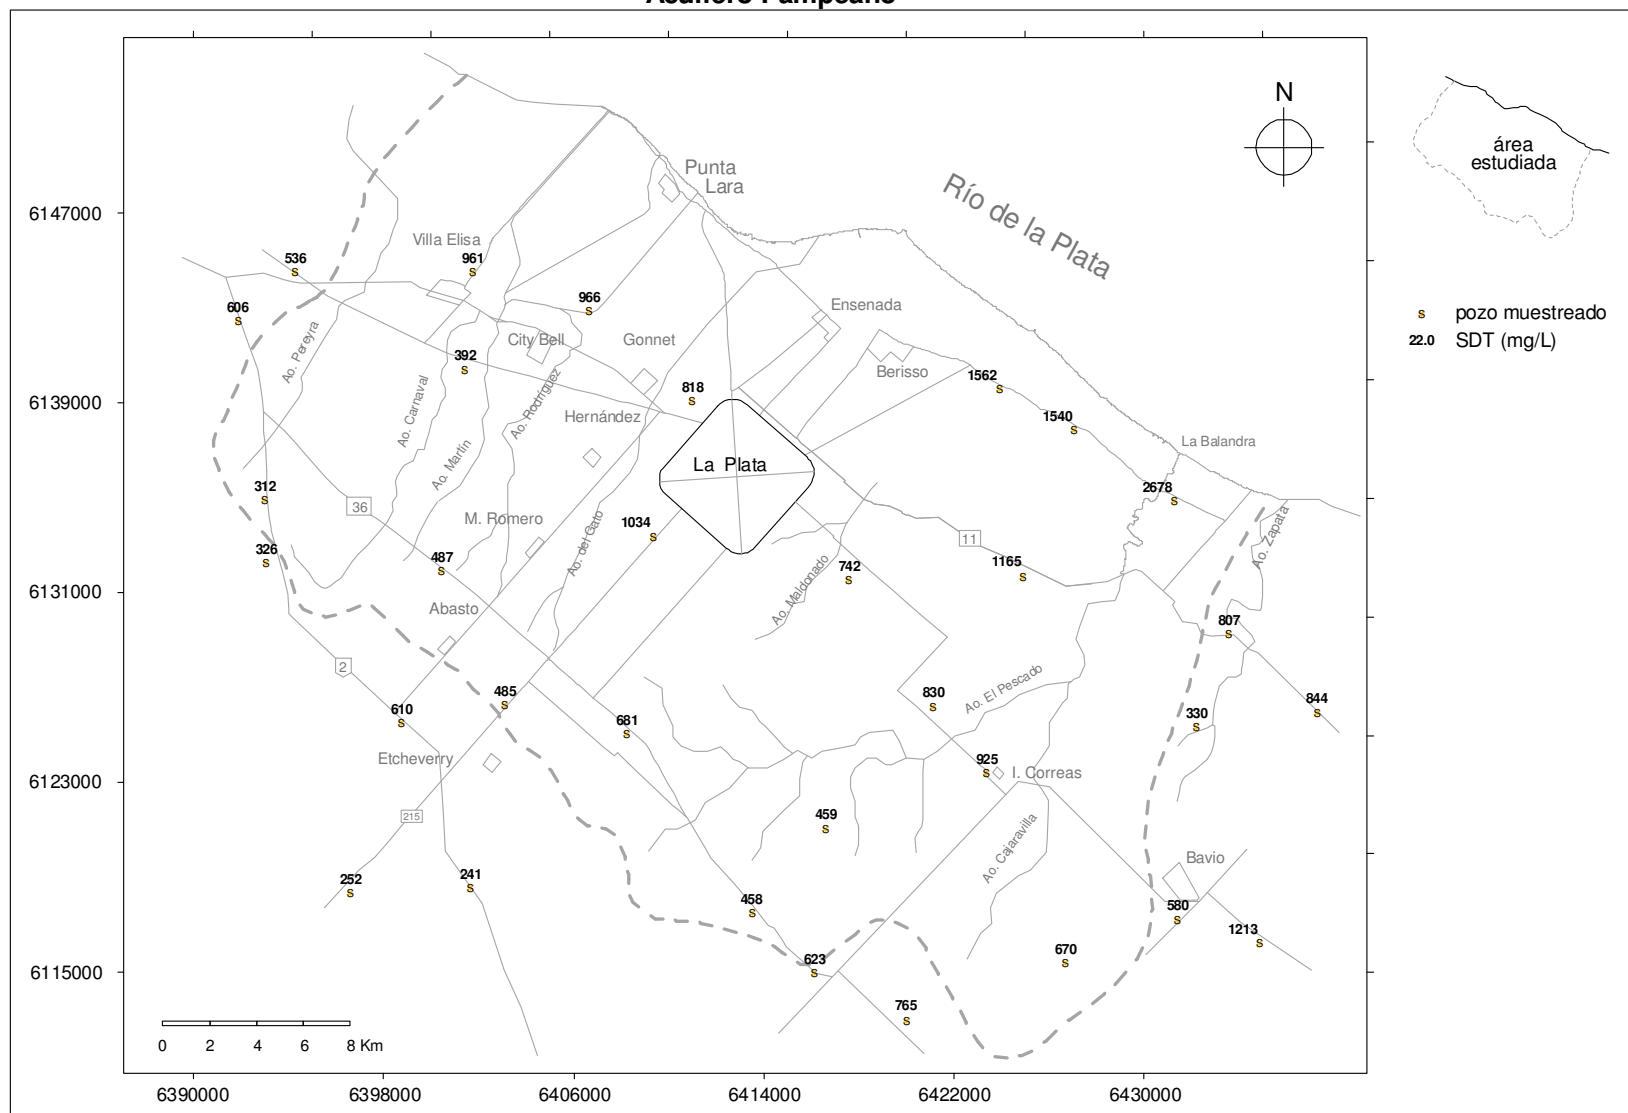 N
Punta
Lara
Río de la Plata
área
estudiada
6147000
Villa Elisa
536
961
606
966
Ensenada
pozo muestreado
22.0 SDT (mg/L)
Ao. Pereyra
City Bell
Gonnet
392
Berisso
1562
818
6139000
Ao. Carnaval
Ao. Rodríguez
Hernández
1540
La Balandra
Ao. Martín
La Plata
312
36
2678
M. Romero
1034
Ao. del Gato
11
Ao. Zapata
326
487
742
1165
6131000
Abasto
Ao. Maldonado
807
2
485
830
Ao. El Pescado
844
610
681
330
Etcheverry
925
I. Correas
6123000
215
459
Ao. Cajaravilla
Bavio
252
241
458
580
1213
623
670
6115000
765
0 2 4 6 8 Km
6390000 6398000 6406000 6414000 6422000 6430000